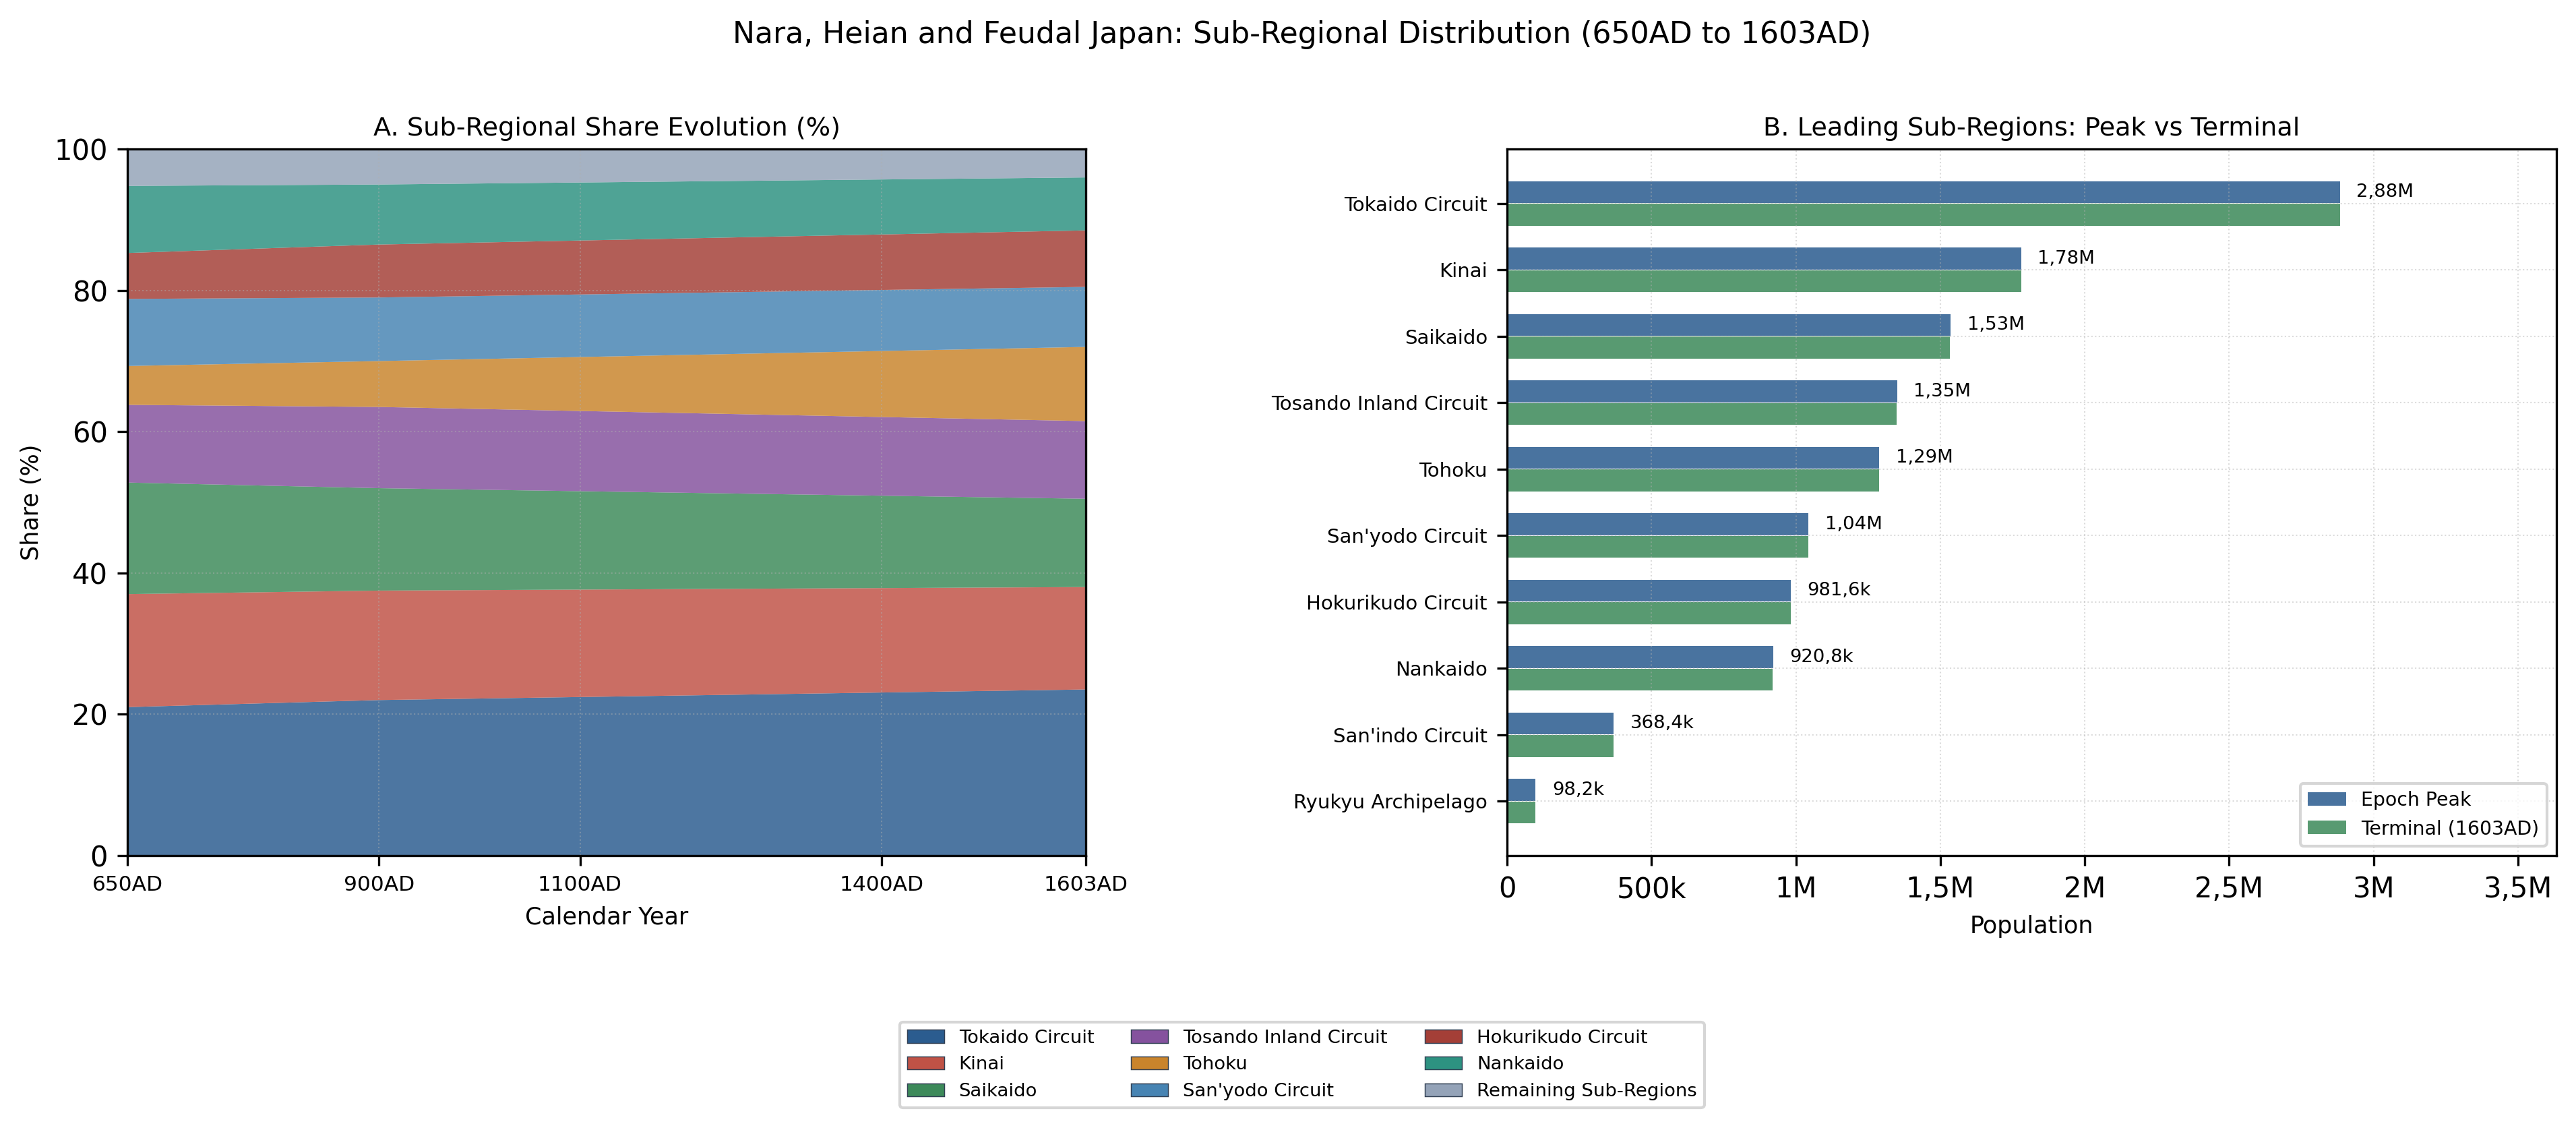 Nara, Heian and Feudal Japan: Sub-Regional Distribution (650AD to 1603AD)
A. Sub-Regional Share Evolution (%)
100
80
60
40
20
0
Share (%)
650AD
900AD
1100AD
1400AD
1603AD
Calendar Year
B. Leading Sub-Regions: Peak vs Terminal
Tokaido Circuit
2,88M
Kinai
1,78M
Saikaido
1,53M
Tosando Inland Circuit
1,35M
Tohoku
1,29M
San'yodo Circuit
1,04M
Hokurikudo Circuit
981,6k
Nankaido
920,8k
San'indo Circuit
368,4k
Ryukyu Archipelago
98,2k
Epoch Peak
Terminal (1603AD)
0
500k
1M
1,5M
2M
2,5M
3M
3,5M
Population
Tokaido Circuit
Kinai
Saikaido
Tosando Inland Circuit
Tohoku
San'yodo Circuit
Hokurikudo Circuit
Nankaido
Remaining Sub-Regions